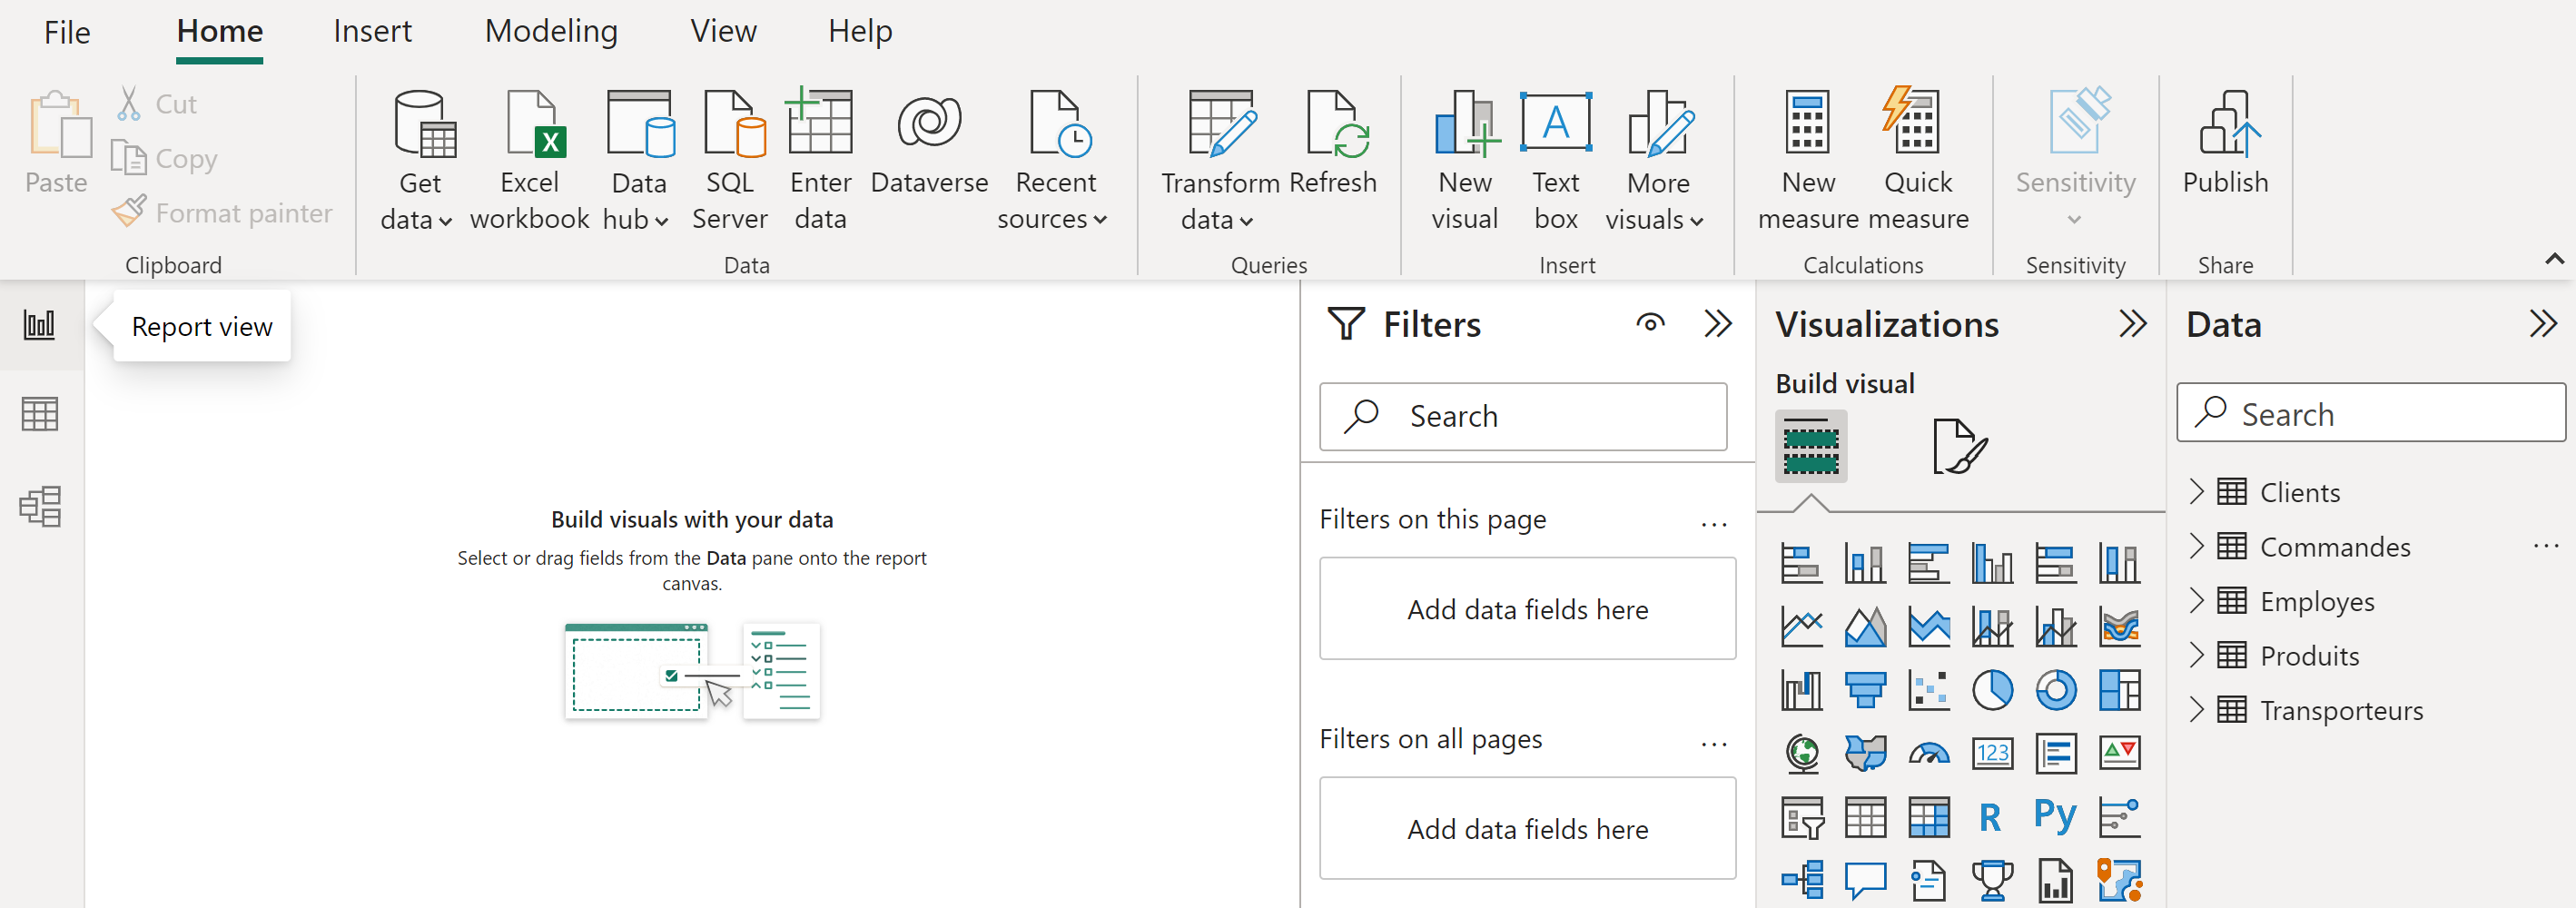 File Home Insert Modeling View Help
Paste
Cut
Copy
Format painter
Clipboard
Get data
Excel workbook
Data hub
SQL Server
Enter data
Dataverse
Recent sources
Data
Transform data
Refresh
Queries
New visual
Text box
More visuals
Insert
New measure
Quick measure
Calculations
Sensitivity
Sensitivity
Publish
Share
Report view
Build visuals with your data
Select or drag fields from the Data pane onto the report
canvas.
Filters
Search
Filters on this page
...
Add data fields here
Filters on all pages
...
Add data fields here
Visualizations
Build visual
123
R
Py
Data
Search
Clients
Commandes
...
Employes
Produits
Transporteurs